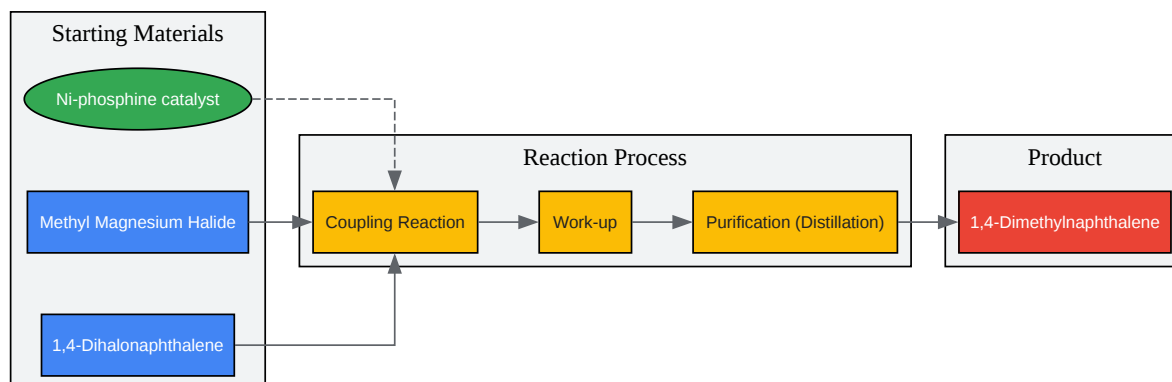 Starting Materials
Ni-phosphine catalyst
Methyl Magnesium Halide
1,4-Dihalonaphthalene
Reaction Process
Coupling Reaction
Work-up
Purification (Distillation)
Product
1,4-Dimethylnaphthalene